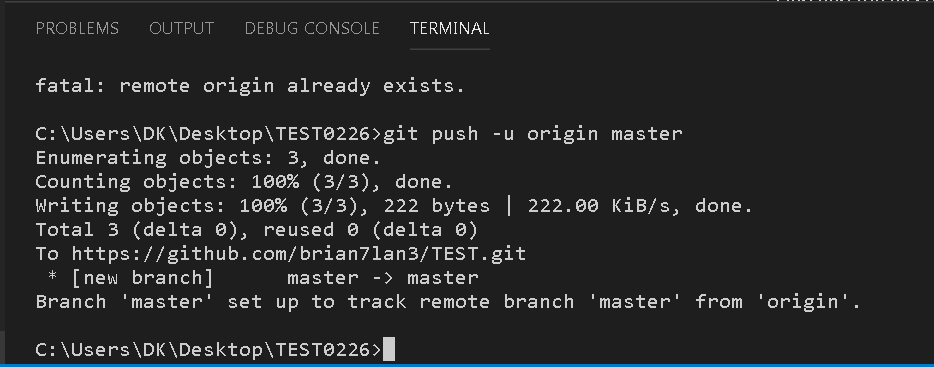 PROBLEMS OUTPUT DEBUG CONSOLE TERMINAL
fatal: remote origin already exists.
C:\Users\DK\Desktop\TEST0226>git push -u origin master
Enumerating objects: 3, done.
Counting objects: 100% (3/3), done.
Writing objects: 100% (3/3), 222 bytes | 222.00 KiB/s, done.
Total 3 (delta 0), reused 0 (delta 0)
To https://github.com/brian7lan3/TEST.git
 * [new branch]      master -> master
Branch 'master' set up to track remote branch 'master' from 'origin'.
C:\Users\DK\Desktop\TEST0226>